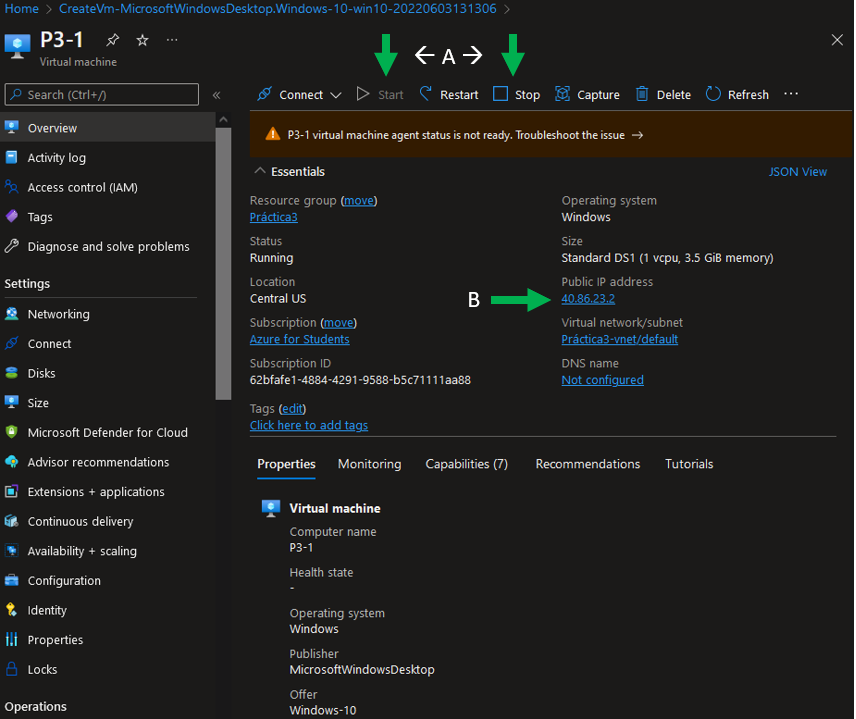 Home > CreateVm-MicrosoftWindowsDesktop.Windows-10-win10-20220603131306 >
P3-1 ...
Virtual machine
← A →
Search (Ctrl+/) «
Connect Start Restart Stop Capture Delete Refresh ...
P3-1 virtual machine agent status is not ready. Troubleshoot the issue →
Overview
Activity log
Access control (IAM)
Tags
Diagnose and solve problems
Settings
Networking
Connect
Disks
Size
Microsoft Defender for Cloud
Advisor recommendations
Extensions + applications
Continuous delivery
Availability + scaling
Configuration
Identity
Properties
Locks
Operations
Essentials JSON View
Resource group (move)
Práctica3
Status
Running
Location
Central US
Subscription (move)
Azure for Students
Subscription ID
62bfafe1-4884-4291-9588-b5c71111aa88
Tags (edit)
Click here to add tags
Operating system
Windows
Size
Standard DS1 (1 vcpu, 3.5 GiB memory)
Public IP address
B
40.86.23.2
Virtual network/subnet
Práctica3-vnet/default
DNS name
Not configured
Properties Monitoring Capabilities (7) Recommendations Tutorials
Virtual machine
Computer name
P3-1
Health state
-
Operating system
Windows
Publisher
MicrosoftWindowsDesktop
Offer
Windows-10